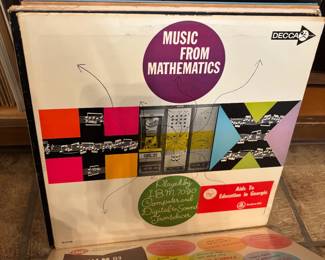 DECCA
MUSIC
FROM
MATHEMATICS
Played by
I.B.M. 7090
Computer and
Digital to Sound
Transducer
Aids To
Education in Georgia